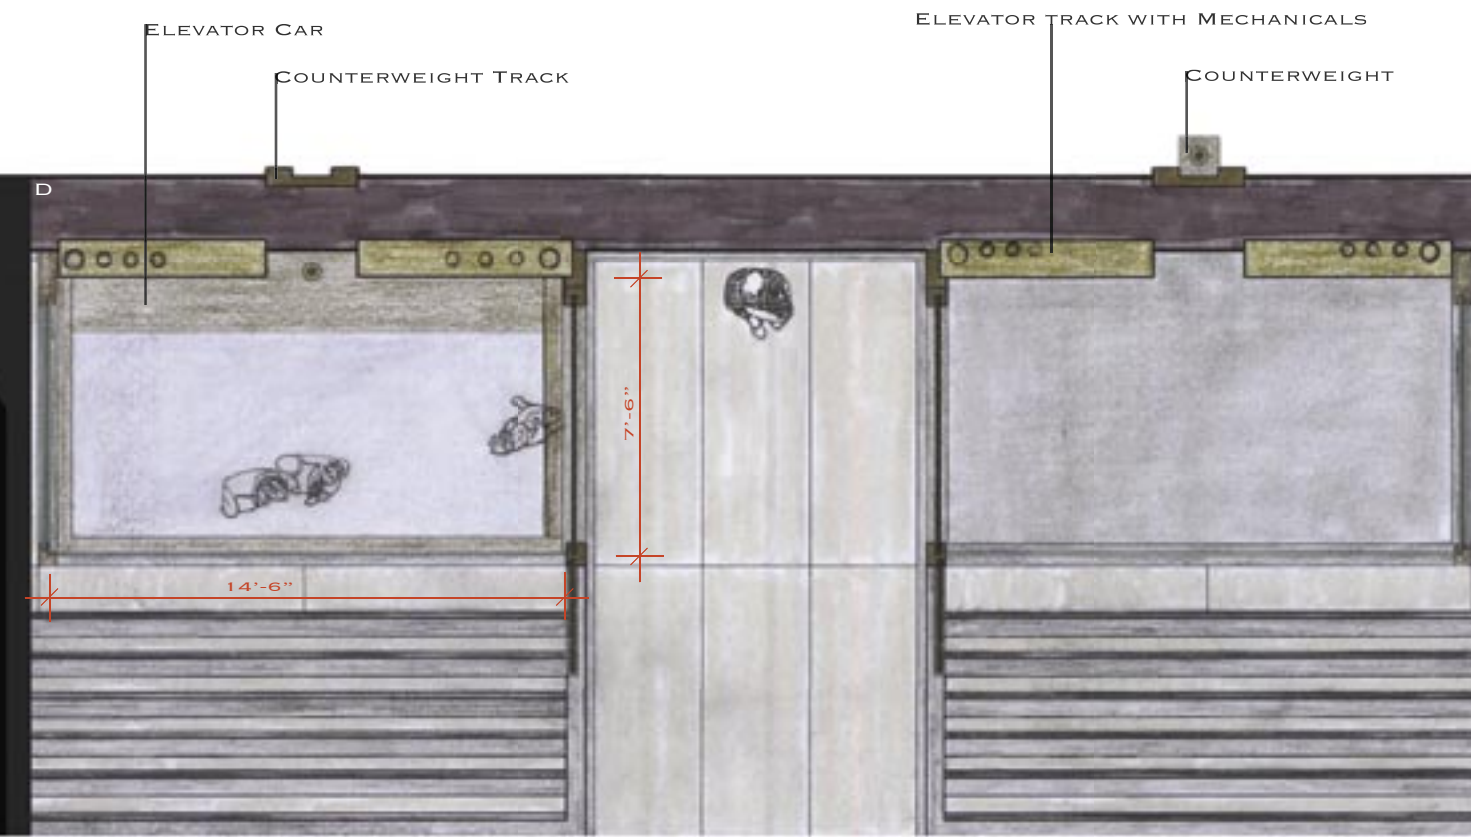 Elevator Car
Elevator track with Mechanicals
Counterweight Track
Counterweight
D
7'-6"
14'-6"